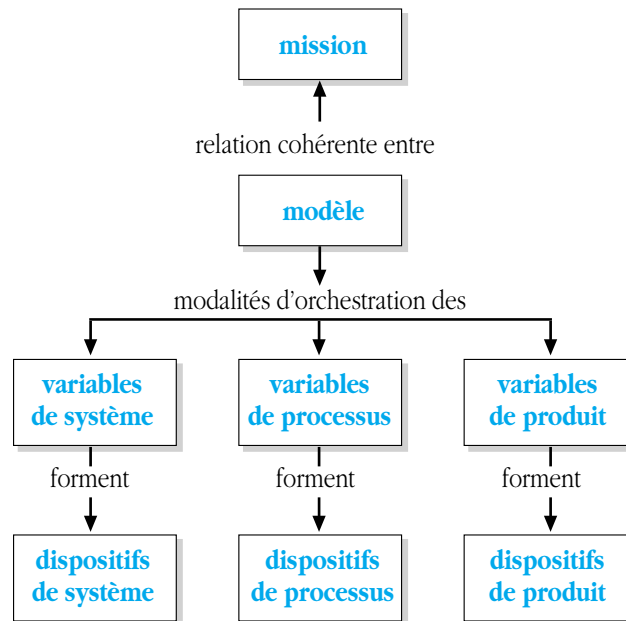 mission
relation cohérente entre
modèle
modalités d'orchestration des
variables
de système
variables
de processus
variables
de produit
forment
forment
forment
dispositifs
de système
dispositifs
de processus
dispositifs
de produit